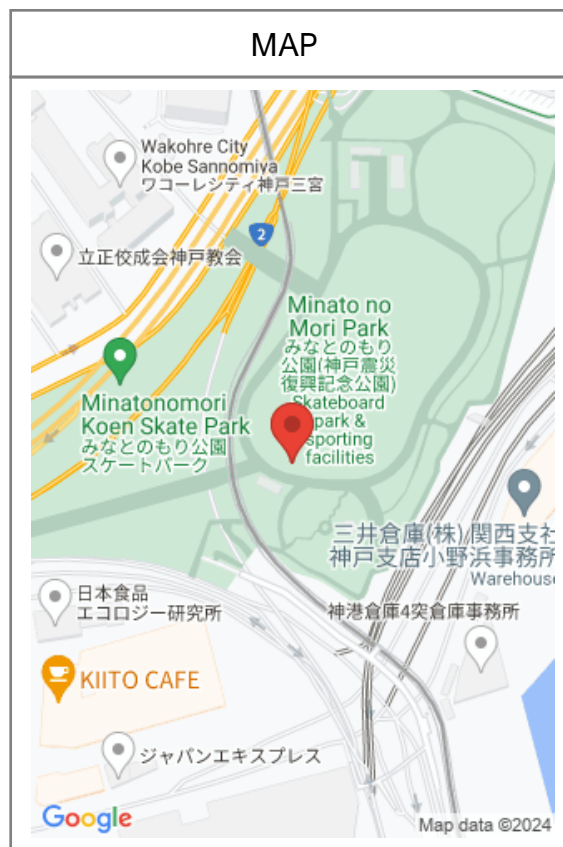 MAP
Wakohre City
Kobe Sannomiya
ワコーレシティ神戸三宮
2
立正佼成会神戸教会
Minato no
Mori Park
みなとのもり
公園(神戸震災
復興記念公園)
Skateboard
park &
sporting
facilities
Minatonomori
Koen Skate Park
みなとのもり公園
スケートパーク
三井倉庫(株) 関西支社
神戸支店小野浜事務所
Warehouse
日本食品
エコロジー研究所
神港倉庫4突倉庫事務所
KIITO CAFE
ジャパンエキスプレス
Google
Map data ©2024